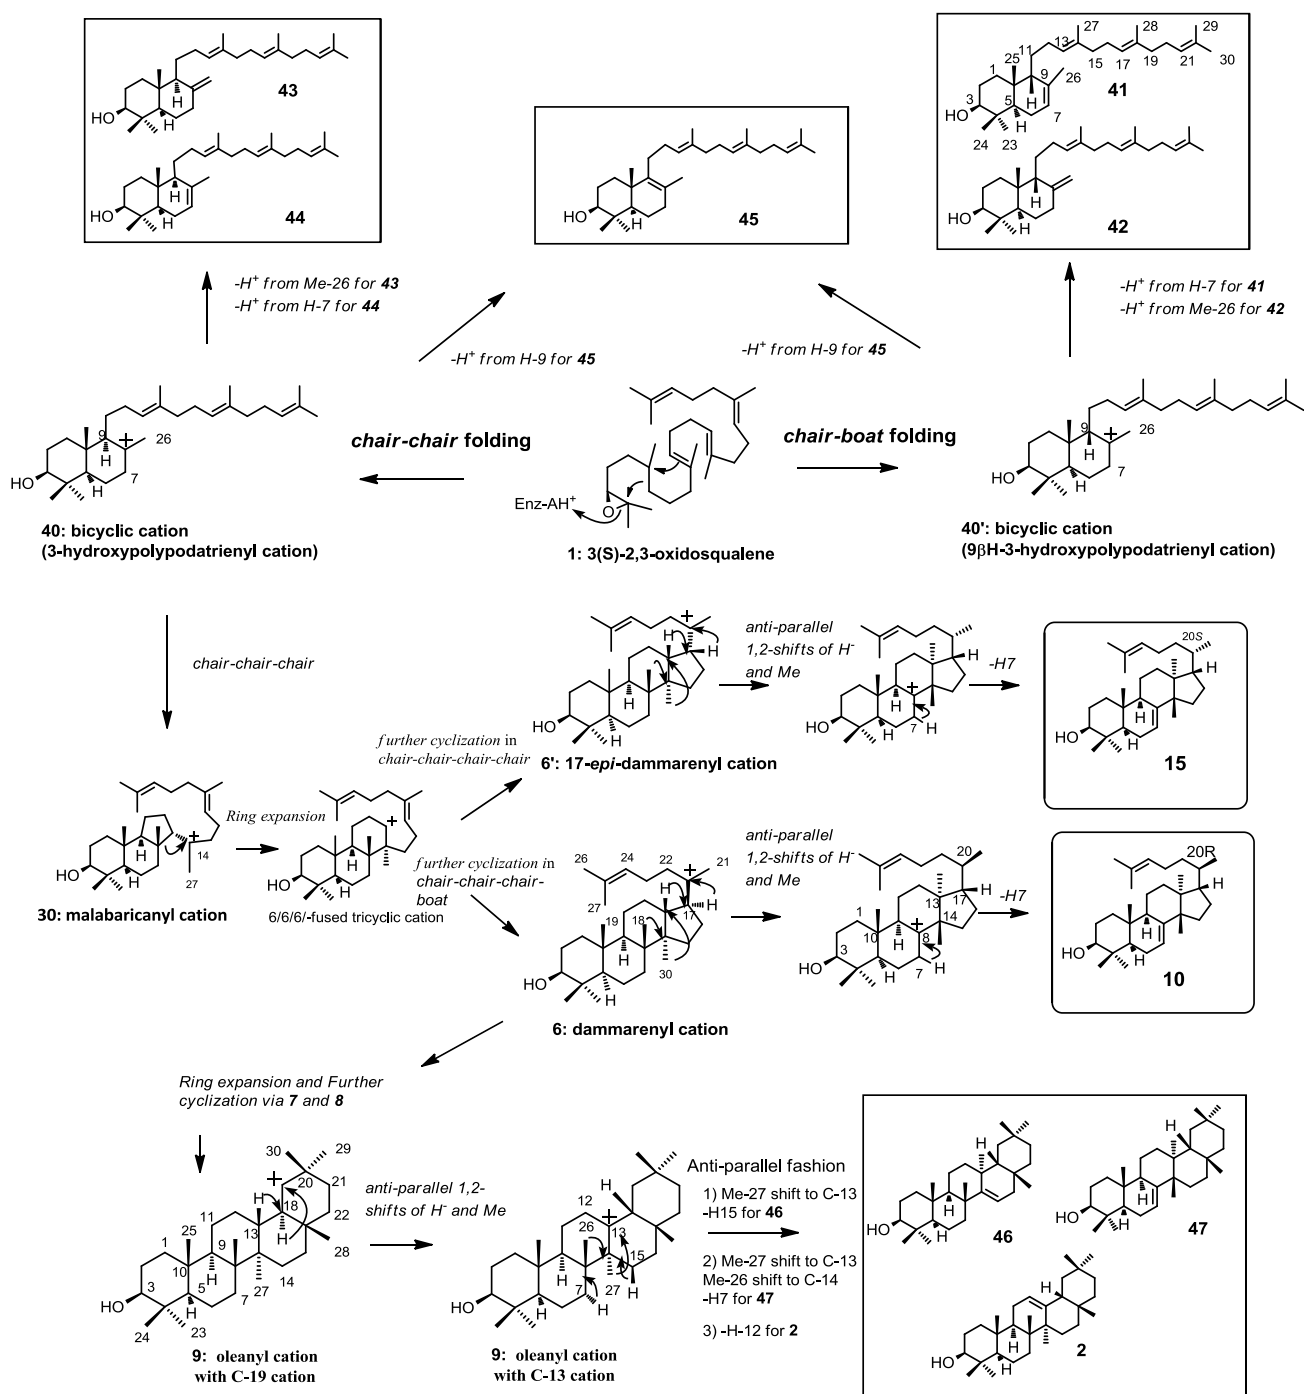 43
HO
H
H
44
HO
H
H
45
HO
H
27
28
29
13
11
25
15
17
19
21
30
1
9
26
41
3
5
H
7
HO
H
24
23
42
HO
H
H
-H+ from Me-26 for 43
-H+ from H-7 for 44
-H+ from H-9 for 45
-H+ from H-9 for 45
-H+ from H-7 for 41
-H+ from Me-26 for 42
9
+
26
H
7
HO
H
40: bicyclic cation
(3-hydroxypolypodatrienyl cation)
chair-chair folding
Enz-AH+
O
1: 3(S)-2,3-oxidosqualene
chair-boat folding
9
+
26
H
7
HO
H
40': bicyclic cation
(9βH-3-hydroxypolypodatrienyl cation)
chair-chair-chair
+
14
27
H
HO
H
30: malabaricanyl cation
Ring expansion
+
H
HO
H
6/6/6/-fused tricyclic cation
further cyclization in
chair-chair-chair-chair
further cyclization in
chair-chair-chair-
boat
+
H
H
H
HO
H
6': 17-epi-dammarenyl cation
anti-parallel
1,2-shifts of H-
and Me
H
+
H
7
H
HO
H
-H7
20S
H
H
HO
H
15
26
24
22
+
21
27
H
H
17
18
19
H
30
HO
H
6: dammarenyl cation
anti-parallel
1,2-shifts of H-
and Me
20
13
17
H
1
14
+
10
H
8
3
7
H
HO
H
-H7
20R
H
H
HO
H
10
Ring expansion and Further
cyclization via 7 and 8
30
29
+
20
21
H
18
22
11
13
H
1
25
9
28
10
14
3
5
27
7
HO
H
24
23
9: oleanyl cation
with C-19 cation
anti-parallel 1,2-
shifts of H- and Me
H
12
+
13
26
15
H
7
27
H
HO
H
9: oleanyl cation
with C-13 cation
Anti-parallel fashion
1) Me-27 shift to C-13
-H15 for 46
2) Me-27 shift to C-13
Me-26 shift to C-14
-H7 for 47
3) -H-12 for 2
H
H
H
HO
H
46
H
H
H
HO
H
47
H
H
HO
H
2